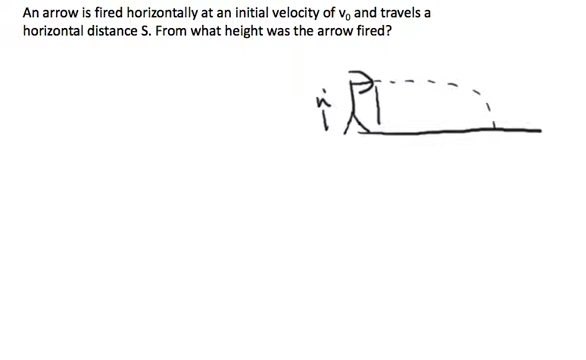 An arrow is fired horizontally at an initial velocity of v₀ and travels a
horizontal distance S. From what height was the arrow fired?